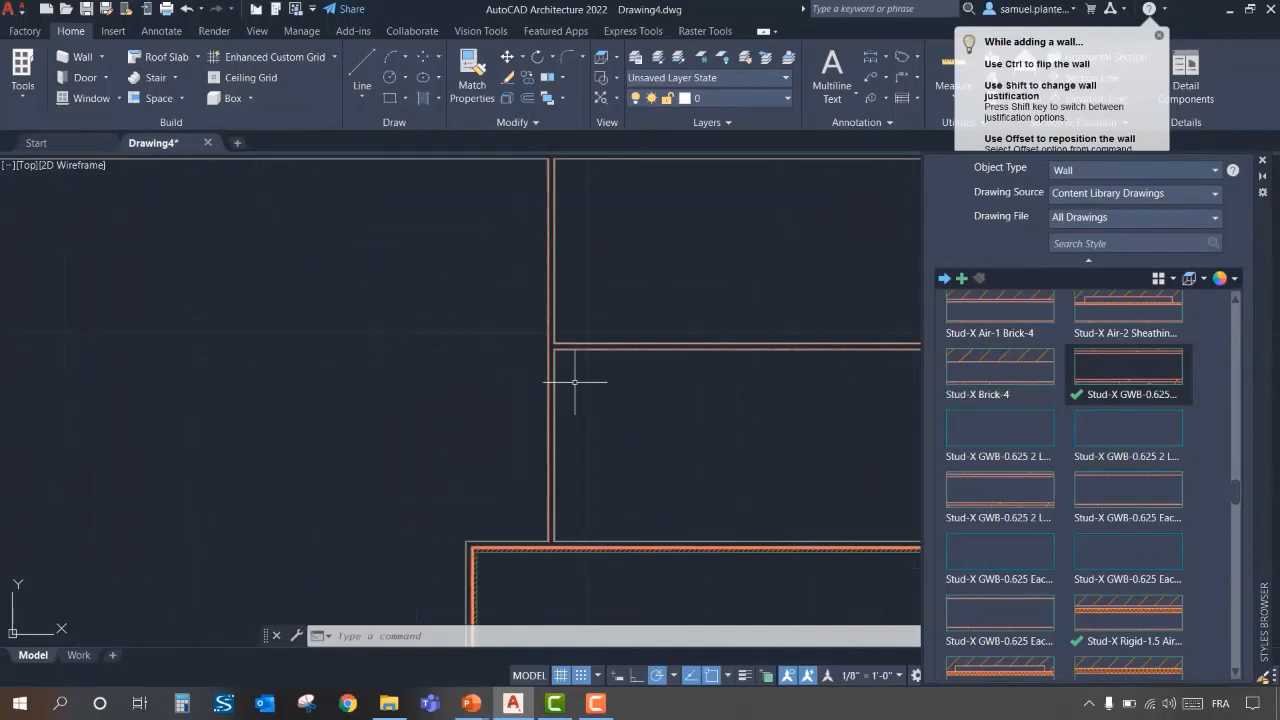 Share
AutoCAD Architecture 2022 Drawing4.dwg
Type a keyword or phrase
samuel.plante...
Factory Home Insert Annotate Render View Manage Add-ins Collaborate Vision Tools Featured Apps Express Tools Raster Tools
Tools
Wall
Door
Window
Roof Slab
Stair
Space
Enhanced Custom Grid
Ceiling Grid
Box
Build
Line
Draw
Match
Properties
Modify
View
Unsaved Layer State
0
Layers
Multiline
Text
Annotation
Measure
Horizontal Section
Detail
Components
Details
While adding a wall...
Use Ctrl to flip the wall
Use Shift to change wall
justification
Press Shift key to switch between
justification options.
Use Offset to reposition the wall
Select Offset option from command
Start Drawing4*
[−][Top][2D Wireframe]
Object Type Wall
Drawing Source Content Library Drawings
Drawing File All Drawings
Search Style
Stud-X Air-1 Brick-4 Stud-X Air-2 Sheathin...
Stud-X Brick-4 Stud-X GWB-0.625...
Stud-X GWB-0.625 2 L... Stud-X GWB-0.625 2 L...
Stud-X GWB-0.625 2 L... Stud-X GWB-0.625 Eac...
Stud-X GWB-0.625 Eac... Stud-X GWB-0.625 Eac...
Stud-X GWB-0.625 Eac... Stud-X Rigid-1.5 Air...
STYLES BROWSER
Y
X
Type a command
Model Work
MODEL 1/8" = 1'-0"
FRA